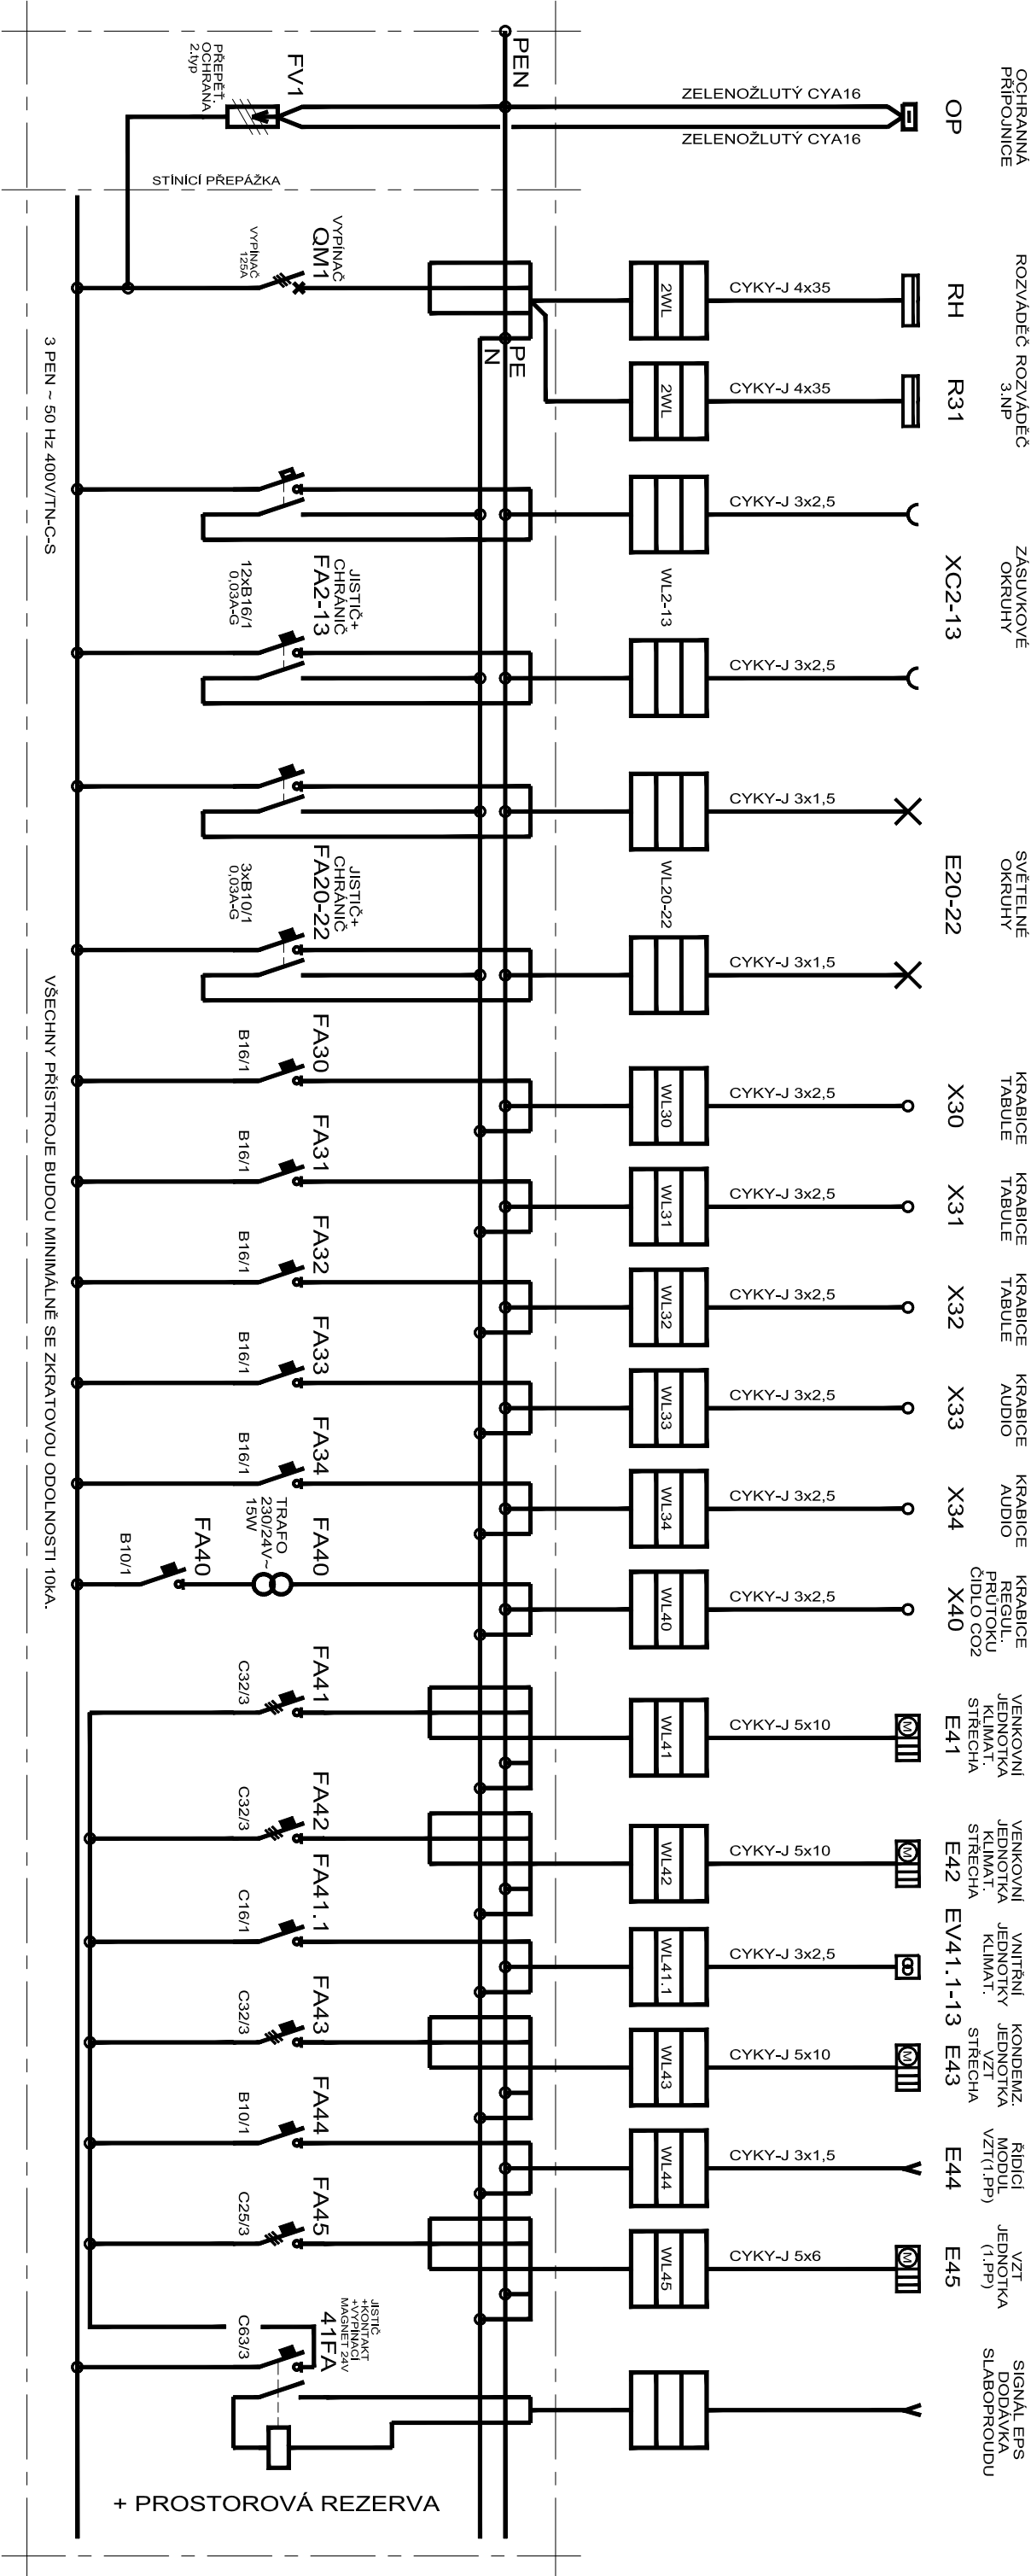 OCHRANNÁ
PŘÍPOJNICE
OP
ZELENOŽLUTÝ CYA16
ZELENOŽLUTÝ CYA16
PEN
FV1
PŘEPĚT.
OCHRANA
2.typ
STÍNÍCÍ PŘEPÁŽKA
ROZVÁDĚČ
RH
CYKY-J 4x35
2WL
VYPÍNAČ
QM1
VYPÍNAČ
125A
PE
N
ROZVÁDĚČ
3.NP
R31
CYKY-J 4x35
2WL
3 PEN ~ 50 Hz 400V/TN-C-S
ZÁSUVKOVÉ
OKRUHY
XC2-13
CYKY-J 3x2,5
WL2-13
CYKY-J 3x2,5
JISTIČ+
CHRÁNIČ
FA2-13
12xB16/1
0,03A-G
SVĚTELNÉ
OKRUHY
E20-22
CYKY-J 3x1,5
WL20-22
CYKY-J 3x1,5
JISTIČ+
CHRÁNIČ
FA20-22
3xB10/1
0,03A-G
KRABICE
TABULE
X30
CYKY-J 3x2,5
WL30
FA30
B16/1
KRABICE
TABULE
X31
CYKY-J 3x2,5
WL31
FA31
B16/1
KRABICE
TABULE
X32
CYKY-J 3x2,5
WL32
FA32
B16/1
KRABICE
AUDIO
X33
CYKY-J 3x2,5
WL33
FA33
B16/1
KRABICE
AUDIO
X34
CYKY-J 3x2,5
WL34
FA34
B16/1
KRABICE
REGUL.
PRŮTOKU
ČIDLO CO2
X40
CYKY-J 3x2,5
WL40
FA40
TRAFO
230/24V~
15W
FA40
B10/1
VŠECHNY PŘÍSTROJE BUDOU MINIMÁLNĚ SE ZKRATOVOU ODOLNOSTI 10kA.
VENKOVNÍ
JEDNOTKA
KLIMAT.
STŘECHA
E41
M
CYKY-J 5x10
WL41
FA41
C32/3
VENKOVNÍ
JEDNOTKA
KLIMAT.
STŘECHA
E42
M
CYKY-J 5x10
WL42
FA42
C32/3
VNITŘNÍ
JEDNOTKY
KLIMAT.
EV41.1-13
CYKY-J 3x2,5
WL41.1
FA41.1
C16/1
KONDEMZ.
JEDNOTKA
VZT
STŘECHA
E43
M
CYKY-J 5x10
WL43
FA43
C32/3
ŘÍDÍCÍ
MODUL
VZT(1.PP)
E44
CYKY-J 3x1,5
WL44
FA44
B10/1
VZT
JEDNOTKA
(1.PP)
E45
M
CYKY-J 5x6
WL45
FA45
C25/3
SIGNÁL EPS
DODÁVKA
SLABOPROUDU
JISTIČ
+KONTAKT
+VYPÍNACÍ
MAGNET 24V
41FA
C63/3
+ PROSTOROVÁ REZERVA